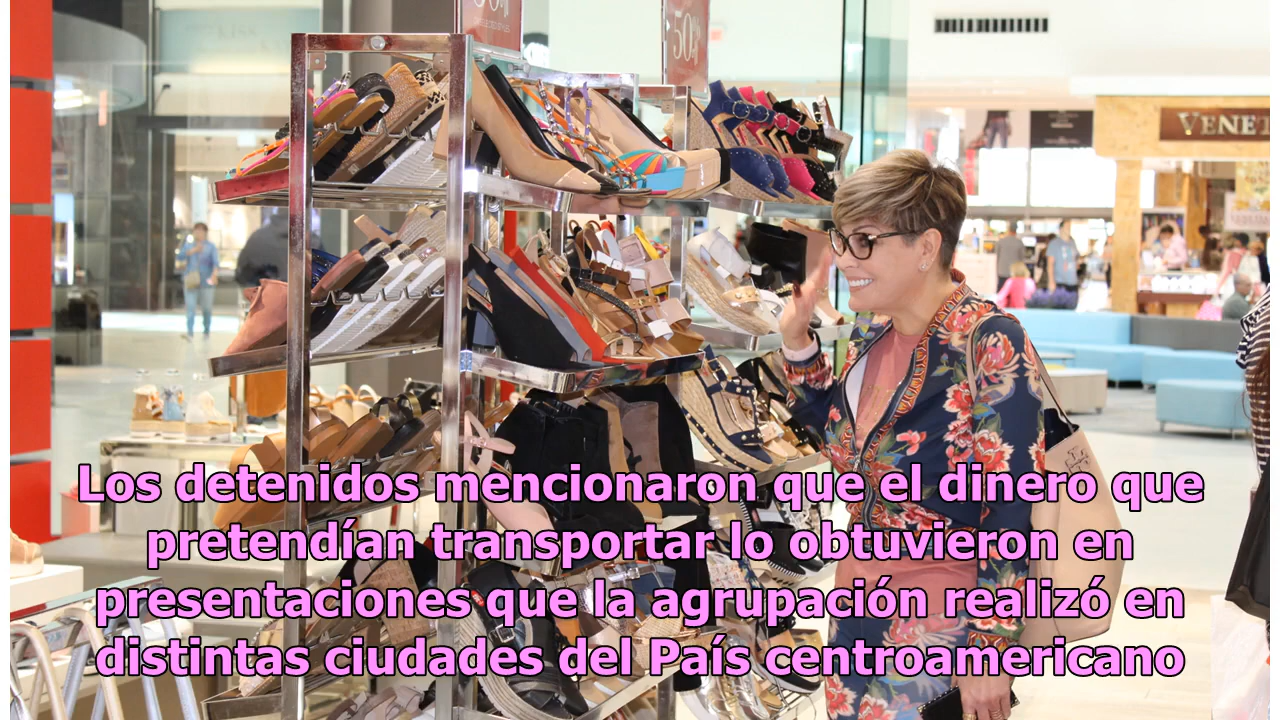 50%
VENET
Los detenidos mencionaron que el dinero que
pretendían transportar lo obtuvieron en
presentaciones que la agrupación realizó en
distintas ciudades del País centroamericano